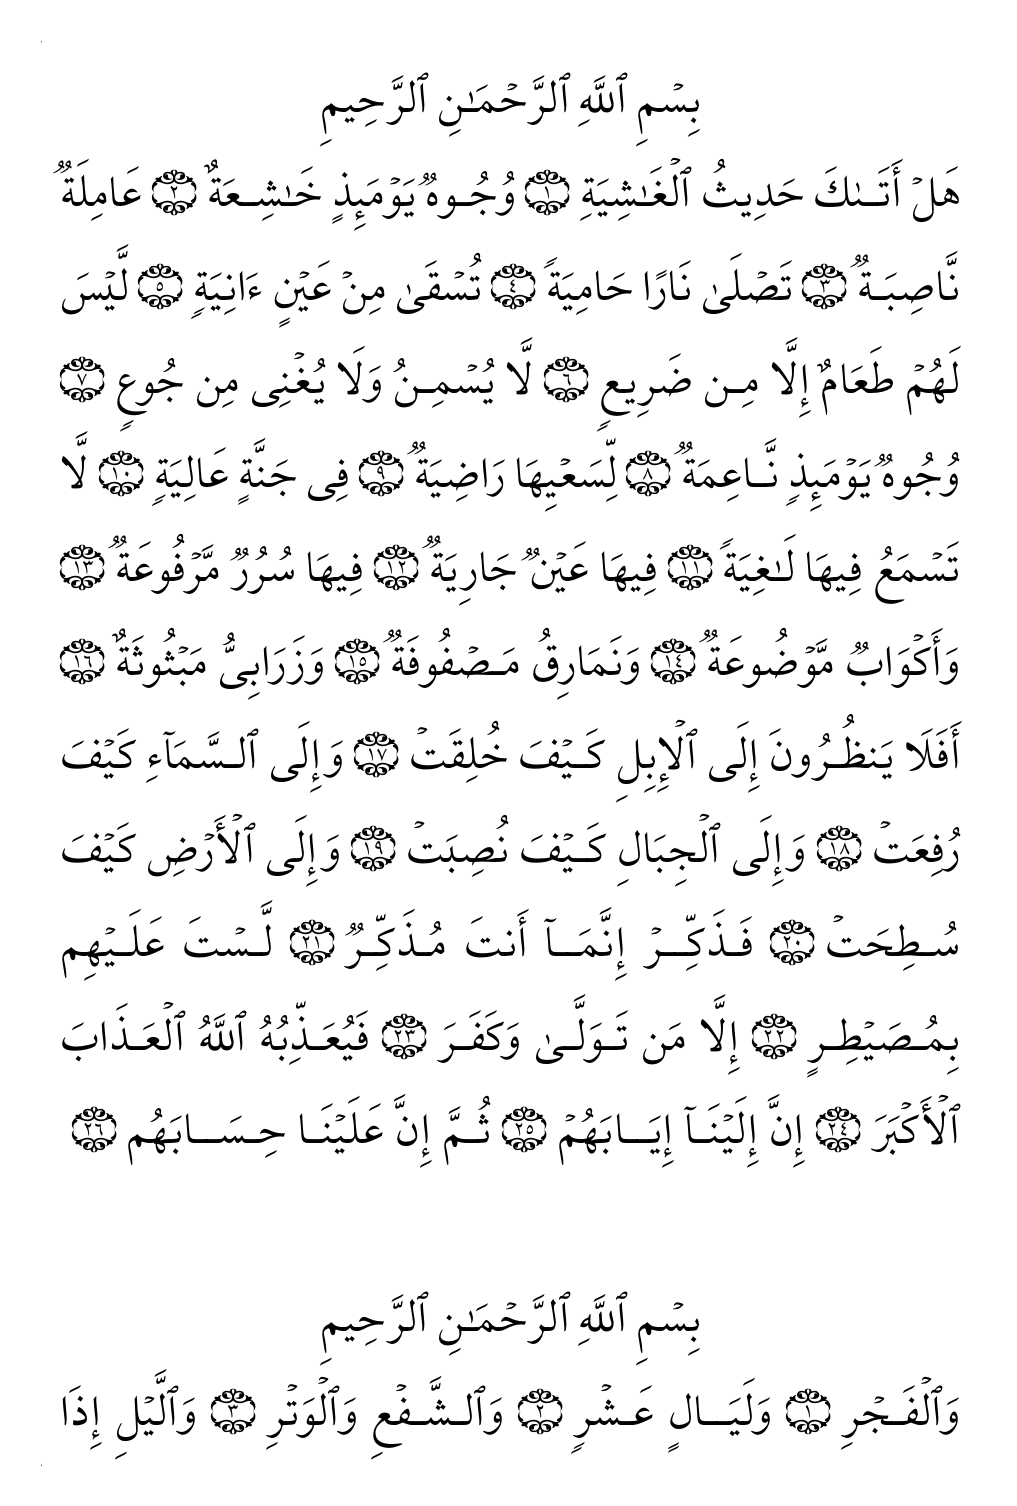 بِسۡمِ ٱللَّهِ ٱلرَّحۡمَـٰنِ ٱلرَّحِيمِ
هَلۡ أَتَـىٰكَ حَدِيثُ ٱلۡغَـٰشِيَةِ ١ وُجُوهٌ يَوۡمَئِذٍ خَـٰشِعَةٌ ٢ عَامِلَةٌ
نَّاصِبَةٌ ٣ تَصۡلَىٰ نَارًا حَامِيَةً ٤ تُسۡقَىٰ مِنۡ عَيۡنٍ ءَانِيَةٍ ٥ لَّيۡسَ
لَهُمۡ طَعَامٌ إِلَّا مِن ضَرِيعٍ ٦ لَّا يُسۡمِنُ وَلَا يُغۡنِى مِن جُوعٍ ٧
وُجُوهٌ يَوۡمَئِذٍ نَّاعِمَةٌ ٨ لِّسَعۡيِهَا رَاضِيَةٌ ٩ فِى جَنَّةٍ عَالِيَةٍ ١٠ لَّا
تَسۡمَعُ فِيهَا لَـٰغِيَةً ١١ فِيهَا عَيۡنٌ جَارِيَةٌ ١٢ فِيهَا سُرُرٌ مَّرۡفُوعَةٌ ١٣
وَأَكۡوَابٌ مَّوۡضُوعَةٌ ١٤ وَنَمَارِقُ مَصۡفُوفَةٌ ١٥ وَزَرَابِىُّ مَبۡثُوثَةٌ ١٦
أَفَلَا يَنظُرُونَ إِلَى ٱلۡإِبِلِ كَيۡفَ خُلِقَتۡ ١٧ وَإِلَى ٱلسَّمَآءِ كَيۡفَ
رُفِعَتۡ ١٨ وَإِلَى ٱلۡجِبَالِ كَيۡفَ نُصِبَتۡ ١٩ وَإِلَى ٱلۡأَرۡضِ كَيۡفَ
سُطِحَتۡ ٢٠ فَذَكِّرۡ إِنَّمَآ أَنتَ مُذَكِّرٌ ٢١ لَّسۡتَ عَلَيۡهِم
بِمُصَيۡطِرٍ ٢٢ إِلَّا مَن تَوَلَّىٰ وَكَفَرَ ٢٣ فَيُعَذِّبُهُ ٱللَّهُ ٱلۡعَذَابَ
ٱلۡأَكۡبَرَ ٢٤ إِنَّ إِلَيۡنَآ إِيَابَهُمۡ ٢٥ ثُمَّ إِنَّ عَلَيۡنَا حِسَابَهُم ٢٦
بِسۡمِ ٱللَّهِ ٱلرَّحۡمَـٰنِ ٱلرَّحِيمِ
وَٱلۡفَجۡرِ ١ وَلَيَالٍ عَشۡرٍ ٢ وَٱلشَّفۡعِ وَٱلۡوَتۡرِ ٣ وَٱلَّيۡلِ إِذَا